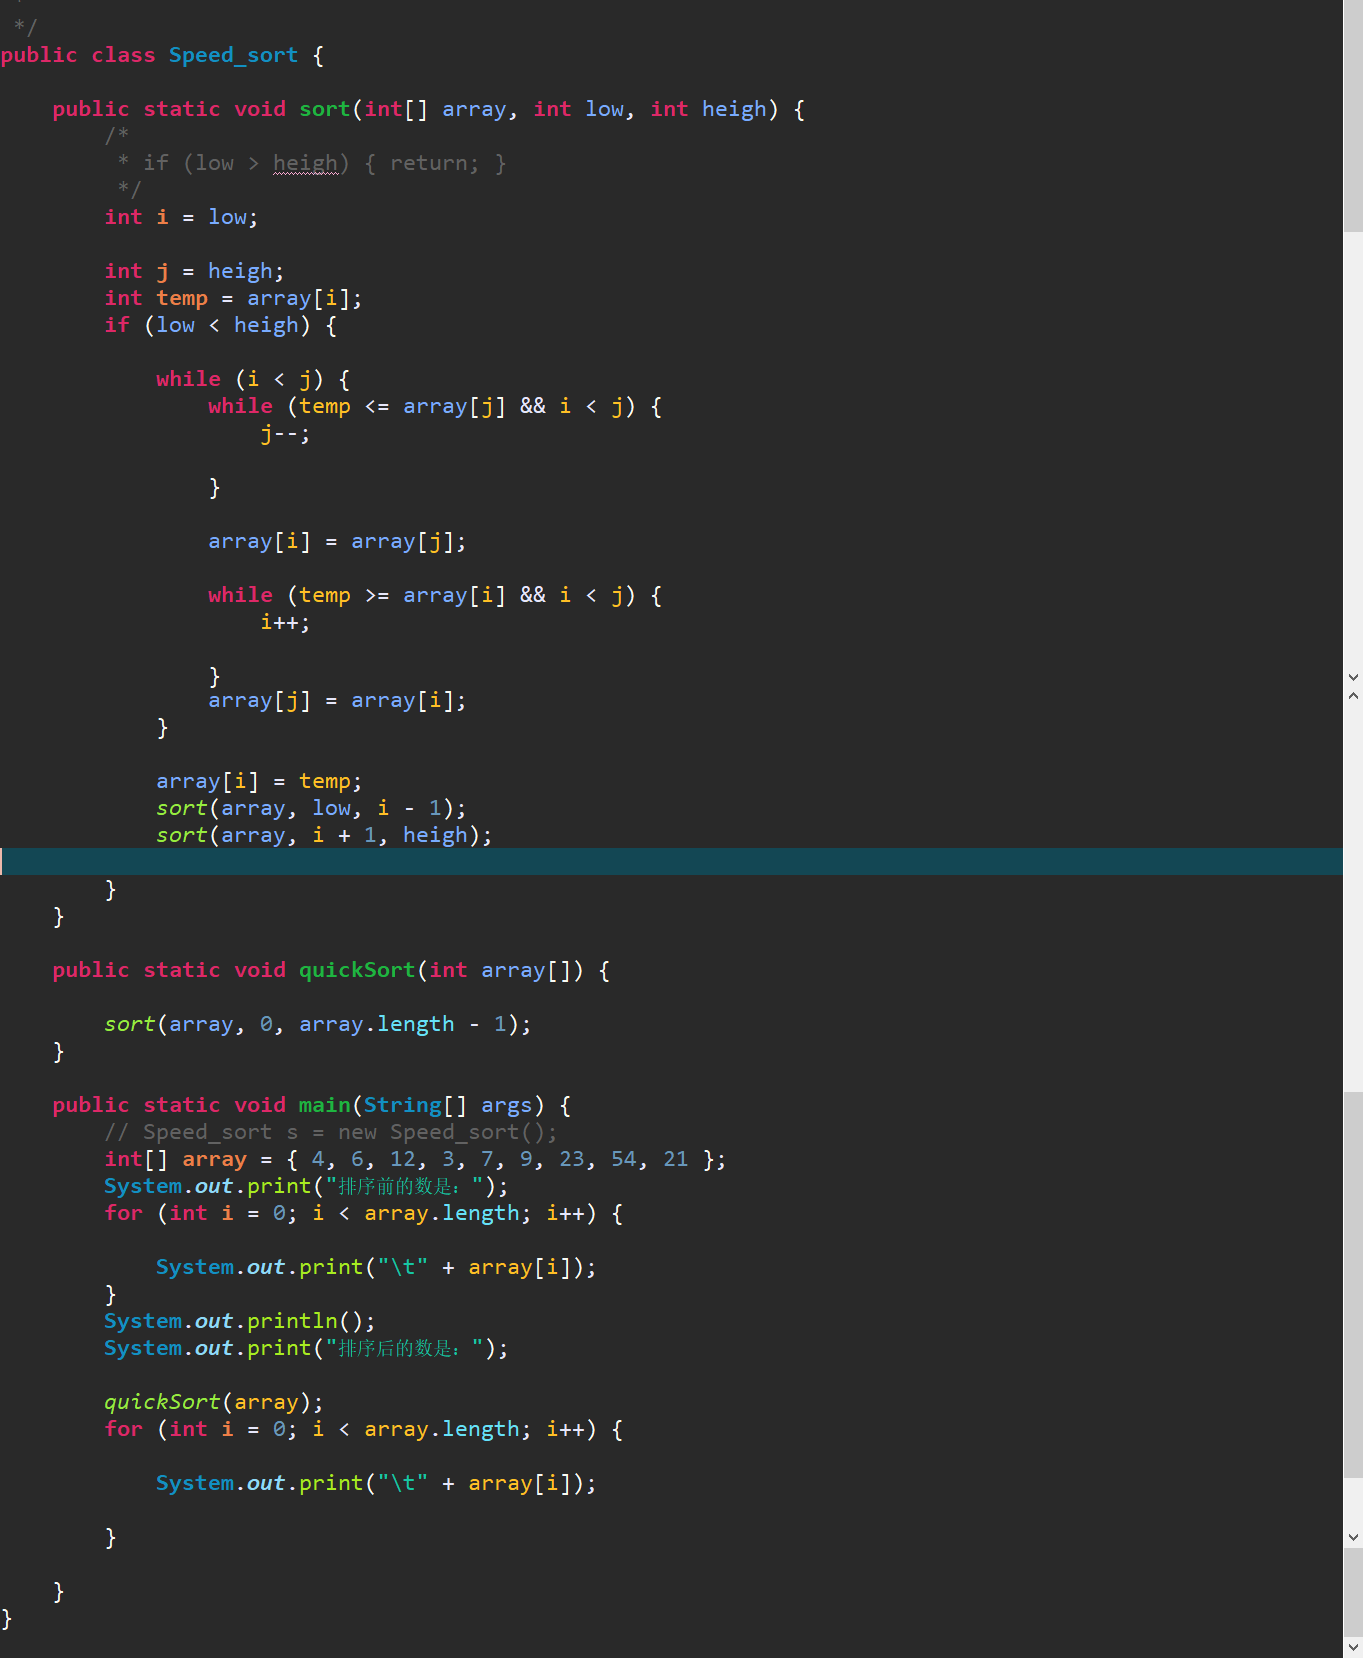 */
public class Speed_sort {
public static void sort(int[] array, int low, int heigh) {
/*
* if (low > heigh) { return; }
*/
int i = low;
int j = heigh;
int temp = array[i];
if (low < heigh) {
while (i < j) {
while (temp <= array[j] && i < j) {
j--;
}
array[i] = array[j];
while (temp >= array[i] && i < j) {
i++;
}
array[j] = array[i];
}
array[i] = temp;
sort(array, low, i - 1);
sort(array, i + 1, heigh);
}
}
public static void quickSort(int array[]) {
sort(array, 0, array.length - 1);
}
public static void main(String[] args) {
// Speed_sort s = new Speed_sort();
int[] array = { 4, 6, 12, 3, 7, 9, 23, 54, 21 };
System.out.print("排序前的数是：");
for (int i = 0; i < array.length; i++) {
System.out.print("\t" + array[i]);
}
System.out.println();
System.out.print("排序后的数是：");
quickSort(array);
for (int i = 0; i < array.length; i++) {
System.out.print("\t" + array[i]);
}
}
}